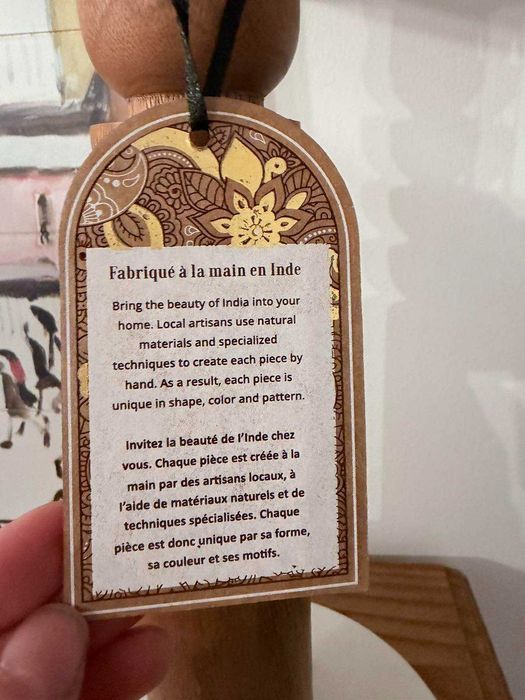 Fabriqué à la main en Inde
Bring the beauty of India into your
home. Local artisans use natural
materials and specialized
techniques to create each piece by
hand. As a result, each piece is
unique in shape, color and pattern.
Invitez la beauté de l'Inde chez
vous. Chaque pièce est créée à la
main par des artisans locaux, à
l'aide de matériaux naturels et de
techniques spécialisées. Chaque
pièce est donc unique par sa forme,
sa couleur et ses motifs.